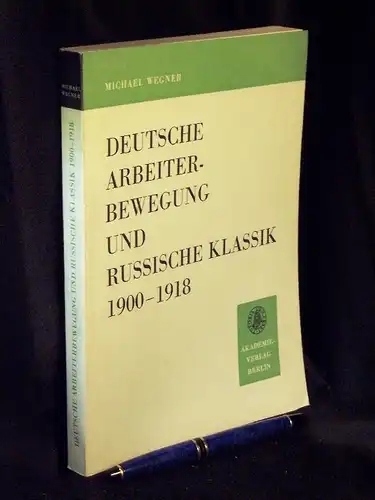 MICHAEL WEGNER
DEUTSCHE
ARBEITER-
BEWEGUNG
UND
RUSSISCHE KLASSIK
1900–1918
AKADEMIE-
VERLAG
BERLIN
MICHAEL
WEGNER
DEUTSCHE ARBEITERBEWEGUNG UND RUSSISCHE KLASSIK 1900–1918